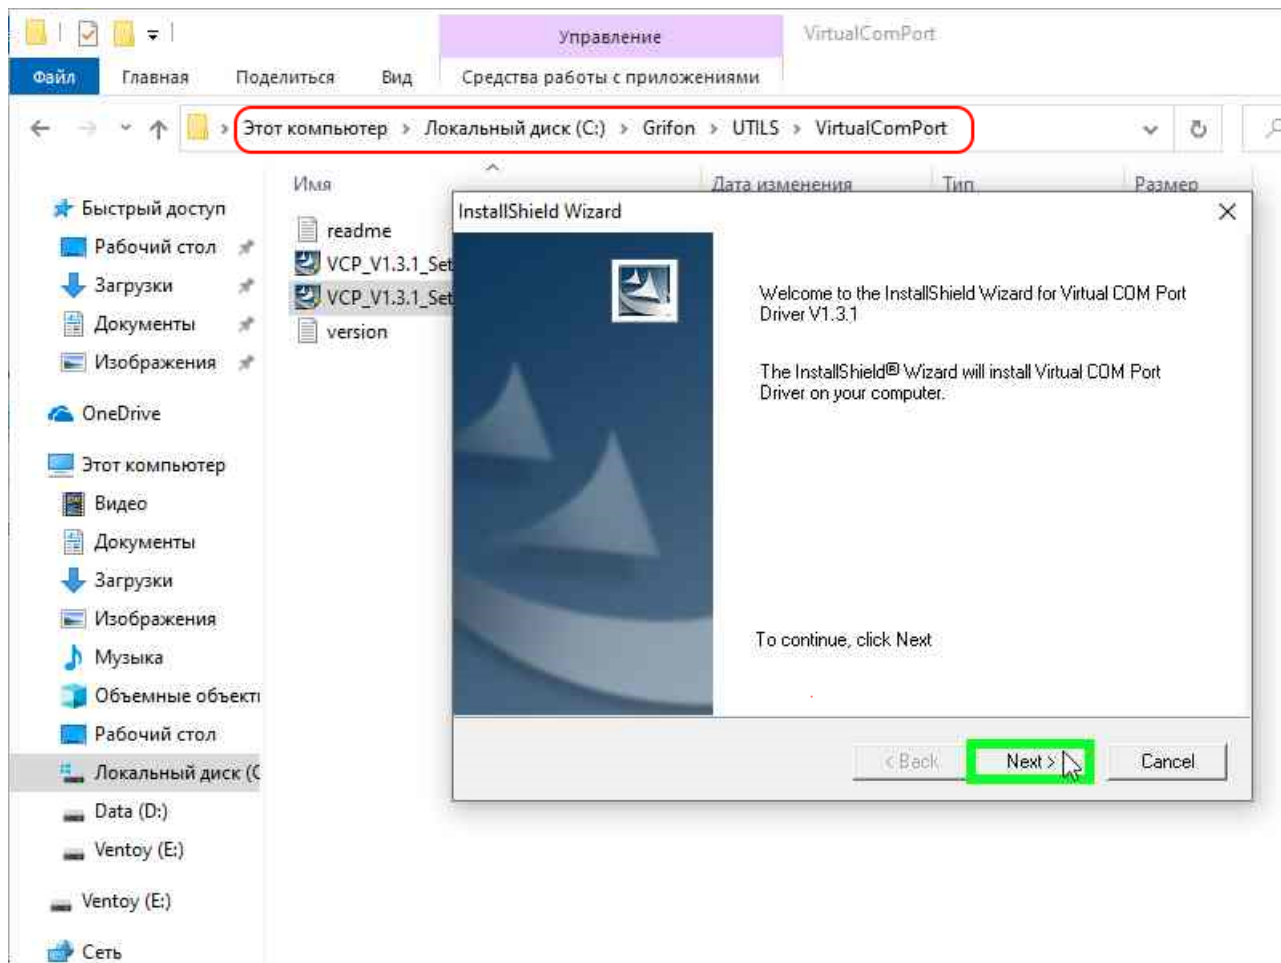 Управление
VirtualComPort
Файл
Главная
Поделиться
Вид
Средства работы с приложениями
Этот компьютер > Локальный диск (C:) > Grifon > UTILS > VirtualComPort
Имя
Дата изменения
Тип
Размер
Быстрый доступ
Рабочий стол
Загрузки
Документы
Изображения
OneDrive
Этот компьютер
Видео
Документы
Загрузки
Изображения
Музыка
Объемные объект
Рабочий стол
Локальный диск (C
Data (D:)
Ventoy (E:)
Ventoy (E:)
Сеть
readme
VCP_V1.3.1_Set
VCP_V1.3.1_Set
version
InstallShield Wizard
Welcome to the InstallShield Wizard for Virtual COM Port
Driver V1.3.1
The InstallShield® Wizard will install Virtual COM Port
Driver on your computer.
To continue, click Next
< Back
Next >
Cancel